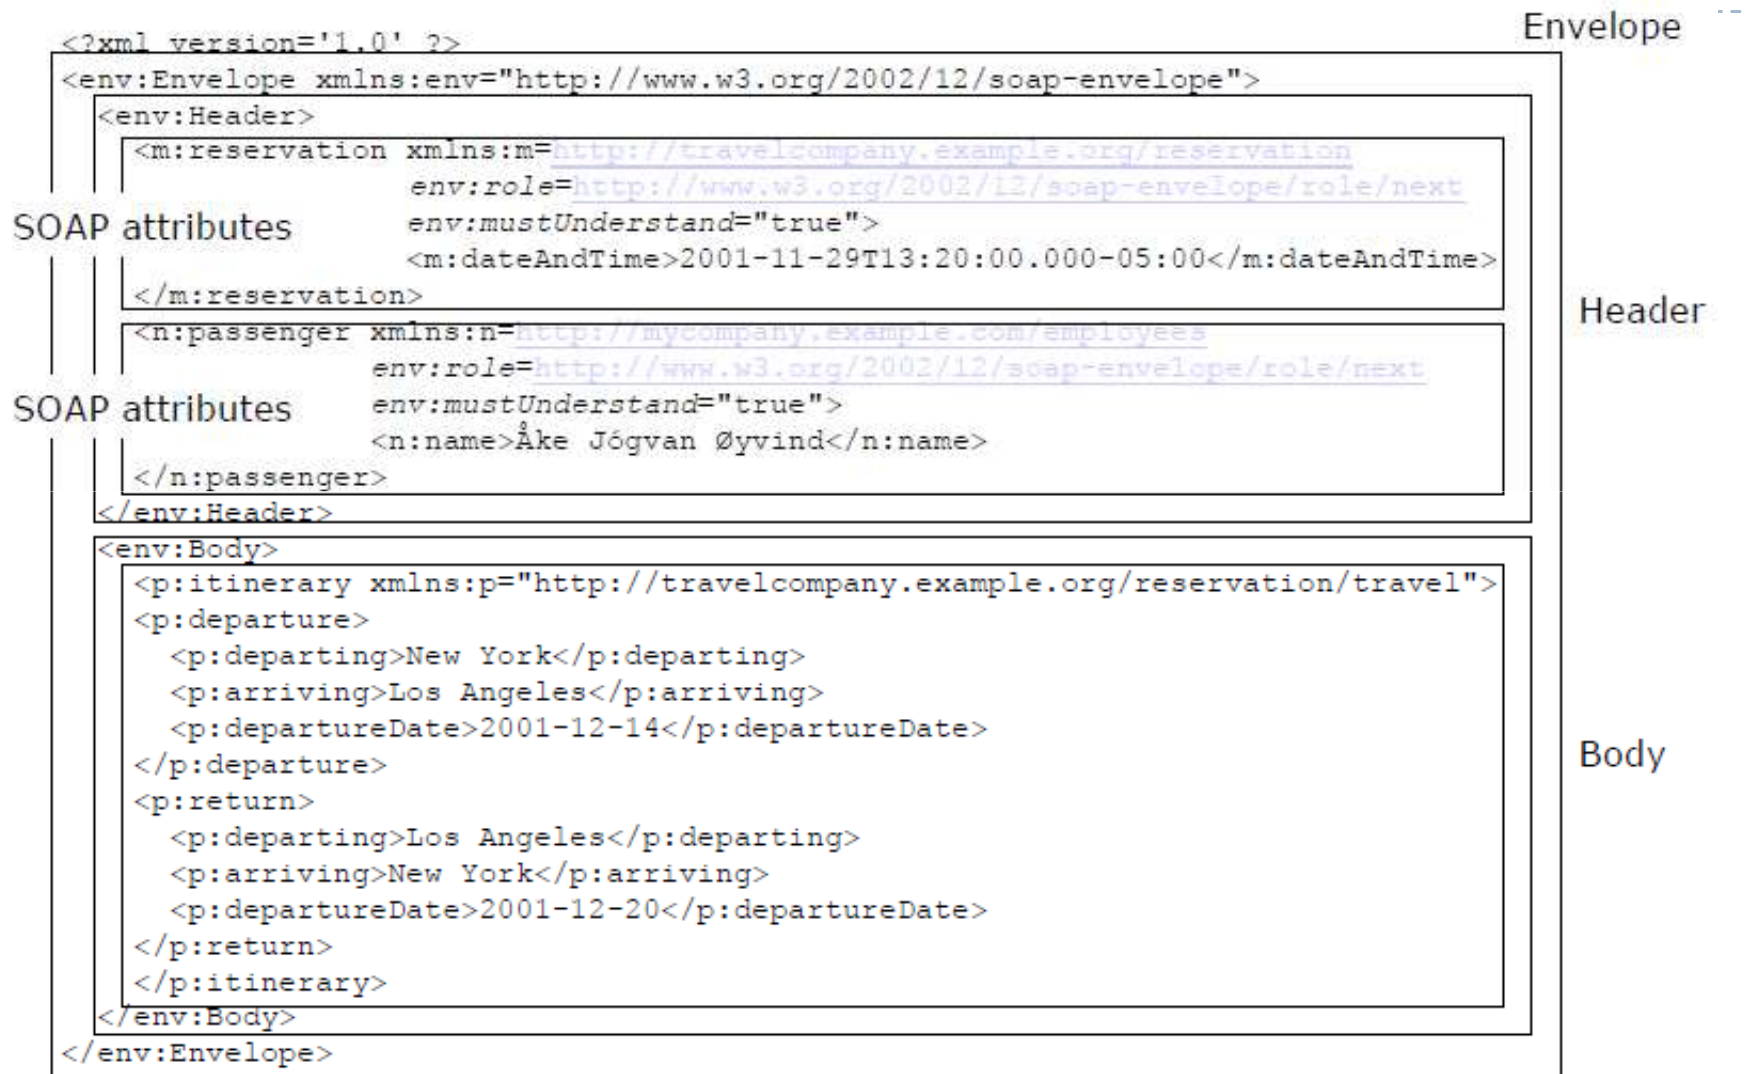 Envelope
<?xml version='1.0' ?>
<env:Envelope xmlns:env="http://www.w3.org/2002/12/soap-envelope">
<env:Header>
<m:reservation xmlns:m=http://travelcompany.example.org/reservation
env:role=http://www.w3.org/2002/12/soap-envelope/role/next
SOAP attributes env:mustUnderstand="true">
<m:dateAndTime>2001-11-29T13:20:00.000-05:00</m:dateAndTime>
</m:reservation>
Header
<n:passenger xmlns:n=http://mycompany.example.com/employees
env:role=http://www.w3.org/2002/12/soap-envelope/role/next
SOAP attributes env:mustUnderstand="true">
<n:name>Åke Jógvan Øyvind</n:name>
</n:passenger>
</env:Header>
<env:Body>
<p:itinerary xmlns:p="http://travelcompany.example.org/reservation/travel">
<p:departure>
<p:departing>New York</p:departing>
<p:arriving>Los Angeles</p:arriving>
<p:departureDate>2001-12-14</p:departureDate>
</p:departure>
Body
<p:return>
<p:departing>Los Angeles</p:departing>
<p:arriving>New York</p:arriving>
<p:departureDate>2001-12-20</p:departureDate>
</p:return>
</p:itinerary>
</env:Body>
</env:Envelope>